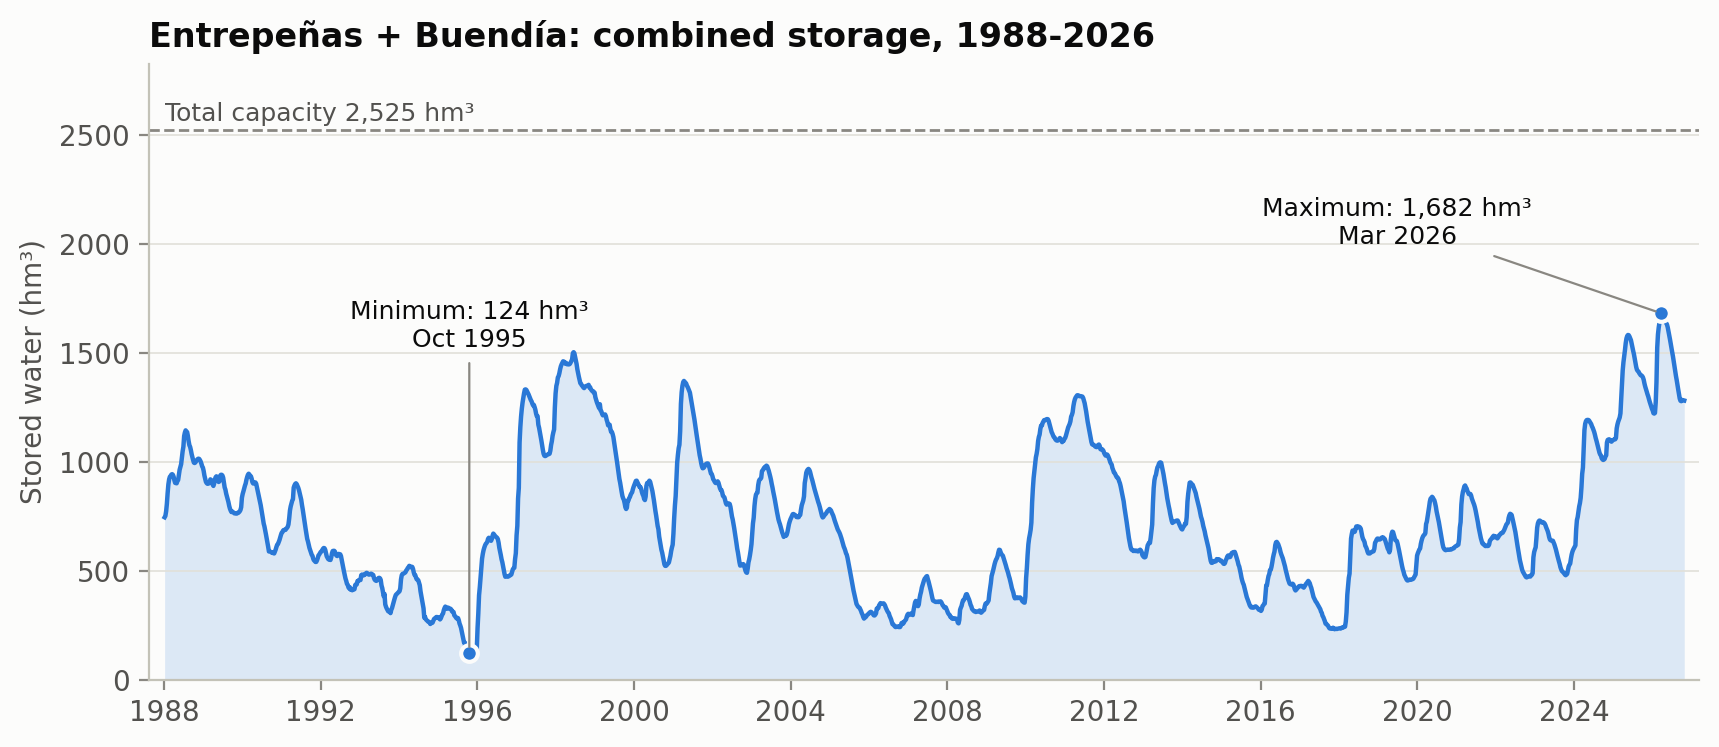 Entrepeñas + Buendía: combined storage, 1988-2026
Total capacity 2,525 hm³
Maximum: 1,682 hm³
Mar 2026
Minimum: 124 hm³
Oct 1995
Stored water (hm³)
2500
2000
1500
1000
500
0
1988 1992 1996 2000 2004 2008 2012 2016 2020 2024